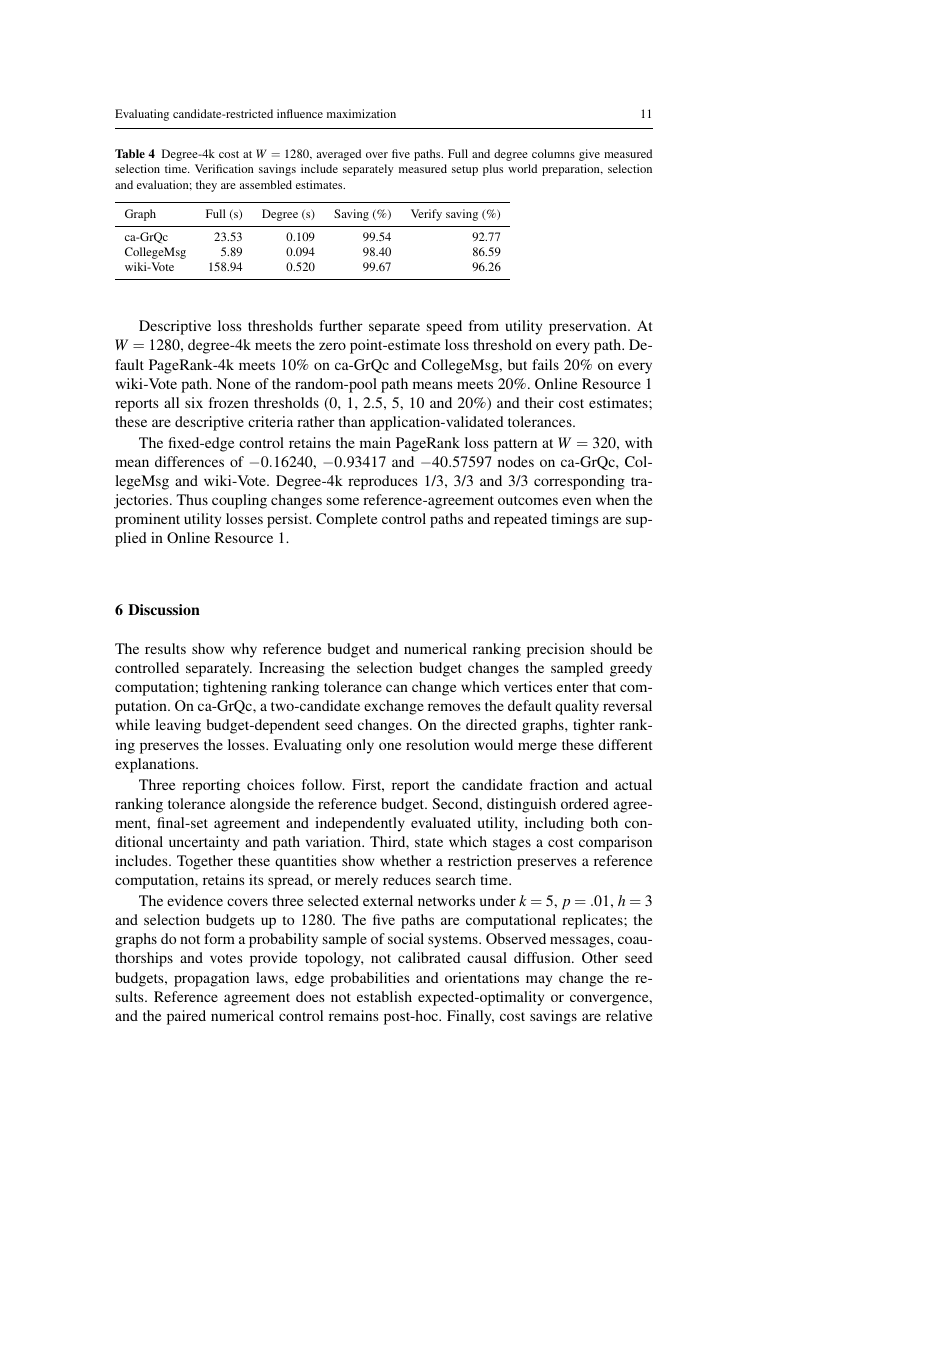 Evaluating candidate-restricted influence maximization 11
Table 4 Degree-4k cost at W = 1280, averaged over five paths. Full and degree columns give measured
selection time. Verification savings include separately measured setup plus world preparation, selection
and evaluation; they are assembled estimates.
Graph Full (s) Degree (s) Saving (%) Verify saving (%)
ca-GrQc 23.53 0.109 99.54 92.77
CollegeMsg 5.89 0.094 98.40 86.59
wiki-Vote 158.94 0.520 99.67 96.26
Descriptive loss thresholds further separate speed from utility preservation. At
W = 1280, degree-4k meets the zero point-estimate loss threshold on every path. De-
fault PageRank-4k meets 10% on ca-GrQc and CollegeMsg, but fails 20% on every
wiki-Vote path. None of the random-pool path means meets 20%. Online Resource 1
reports all six frozen thresholds (0, 1, 2.5, 5, 10 and 20%) and their cost estimates;
these are descriptive criteria rather than application-validated tolerances.
The fixed-edge control retains the main PageRank loss pattern at W = 320, with
mean differences of −0.16240, −0.93417 and −40.57597 nodes on ca-GrQc, Col-
legeMsg and wiki-Vote. Degree-4k reproduces 1/3, 3/3 and 3/3 corresponding tra-
jectories. Thus coupling changes some reference-agreement outcomes even when the
prominent utility losses persist. Complete control paths and repeated timings are sup-
plied in Online Resource 1.
6 Discussion
The results show why reference budget and numerical ranking precision should be
controlled separately. Increasing the selection budget changes the sampled greedy
computation; tightening ranking tolerance can change which vertices enter that com-
putation. On ca-GrQc, a two-candidate exchange removes the default quality reversal
while leaving budget-dependent seed changes. On the directed graphs, tighter rank-
ing preserves the losses. Evaluating only one resolution would merge these different
explanations.
Three reporting choices follow. First, report the candidate fraction and actual
ranking tolerance alongside the reference budget. Second, distinguish ordered agree-
ment, final-set agreement and independently evaluated utility, including both con-
ditional uncertainty and path variation. Third, state which stages a cost comparison
includes. Together these quantities show whether a restriction preserves a reference
computation, retains its spread, or merely reduces search time.
The evidence covers three selected external networks under k = 5, p = .01, h = 3
and selection budgets up to 1280. The five paths are computational replicates; the
graphs do not form a probability sample of social systems. Observed messages, coau-
thorships and votes provide topology, not calibrated causal diffusion. Other seed
budgets, propagation laws, edge probabilities and orientations may change the re-
sults. Reference agreement does not establish expected-optimality or convergence,
and the paired numerical control remains post-hoc. Finally, cost savings are relative